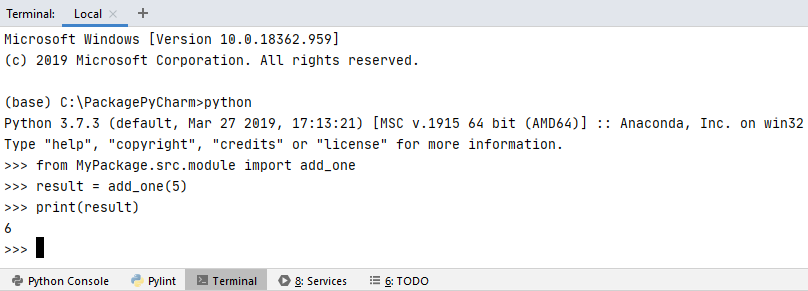 Terminal: Local × +
Microsoft Windows [Version 10.0.18362.959]
(c) 2019 Microsoft Corporation. All rights reserved.
(base) C:\PackagePyCharm>python
Python 3.7.3 (default, Mar 27 2019, 17:13:21) [MSC v.1915 64 bit (AMD64)] :: Anaconda, Inc. on win32
Type "help", "copyright", "credits" or "license" for more information.
>>> from MyPackage.src.module import add_one
>>> result = add_one(5)
>>> print(result)
6
>>>
Python Console Pylint Terminal 8: Services 6: TODO